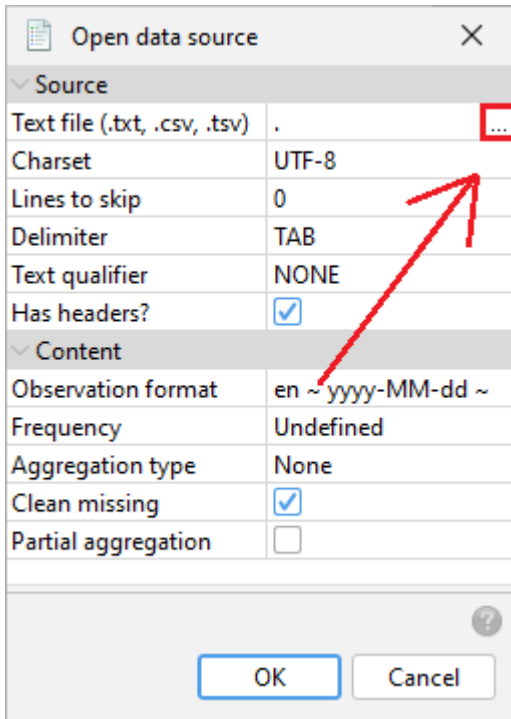 Open data source
Source
Text file (.txt, .csv, .tsv) . ...
Charset UTF-8
Lines to skip 0
Delimiter TAB
Text qualifier NONE
Has headers?
Content
Observation format en ~ yyyy-MM-dd ~
Frequency Undefined
Aggregation type None
Clean missing
Partial aggregation
?
OK Cancel